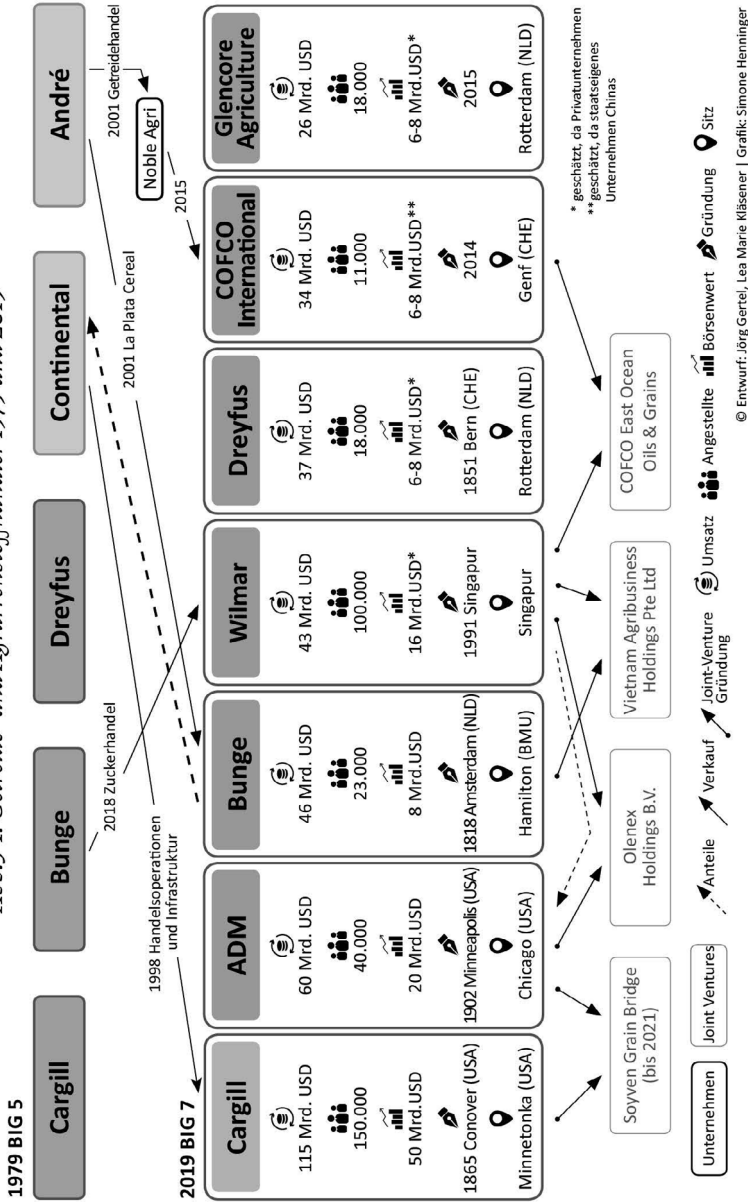 Getreide- und Agrarrohstoffhändler 1979 und 2019
1979 BIG 5
Cargill
Bunge
Dreyfus
Continental
André
2018 Zuckerhandel
1998 Handelsoperationen
und Infrastruktur
2001 La Plata Cereal
2001 Getreidehandel
Noble Agri
2015
2019 BIG 7
Cargill
115 Mrd. USD
150.000
50 Mrd.USD
1865 Conover (USA)
Minnetonka (USA)
ADM
60 Mrd. USD
40.000
20 Mrd.USD
1902 Minneapolis (USA)
Chicago (USA)
Bunge
46 Mrd. USD
23.000
8 Mrd.USD
1818 Amsterdam (NLD)
Hamilton (BMU)
Wilmar
43 Mrd. USD
100.000
16 Mrd.USD*
1991 Singapur
Singapur
Dreyfus
37 Mrd. USD
18.000
6-8 Mrd.USD*
1851 Bern (CHE)
Rotterdam (NLD)
COFCO
International
34 Mrd. USD
11.000
6-8 Mrd.USD**
2014
Genf (CHE)
Glencore
Agriculture
26 Mrd. USD
18.000
6-8 Mrd.USD*
2015
Rotterdam (NLD)
* geschätzt, da Privatunternehmen
** geschätzt, da staatseigenes
Unternehmen Chinas
Soyven Grain Bridge
(bis 2021)
Olenex
Holdings B.V.
Vietnam Agribusiness
Holdings Pte Ltd
COFCO East Ocean
Oils & Grains
Unternehmen
Joint Ventures
Anteile
Verkauf
Joint-Venture
Gründung
Umsatz
Angestellte
Börsenwert
Gründung
Sitz
© Entwurf: Jörg Gertel, Lea Marie Kläsener | Grafik: Simone Henninger